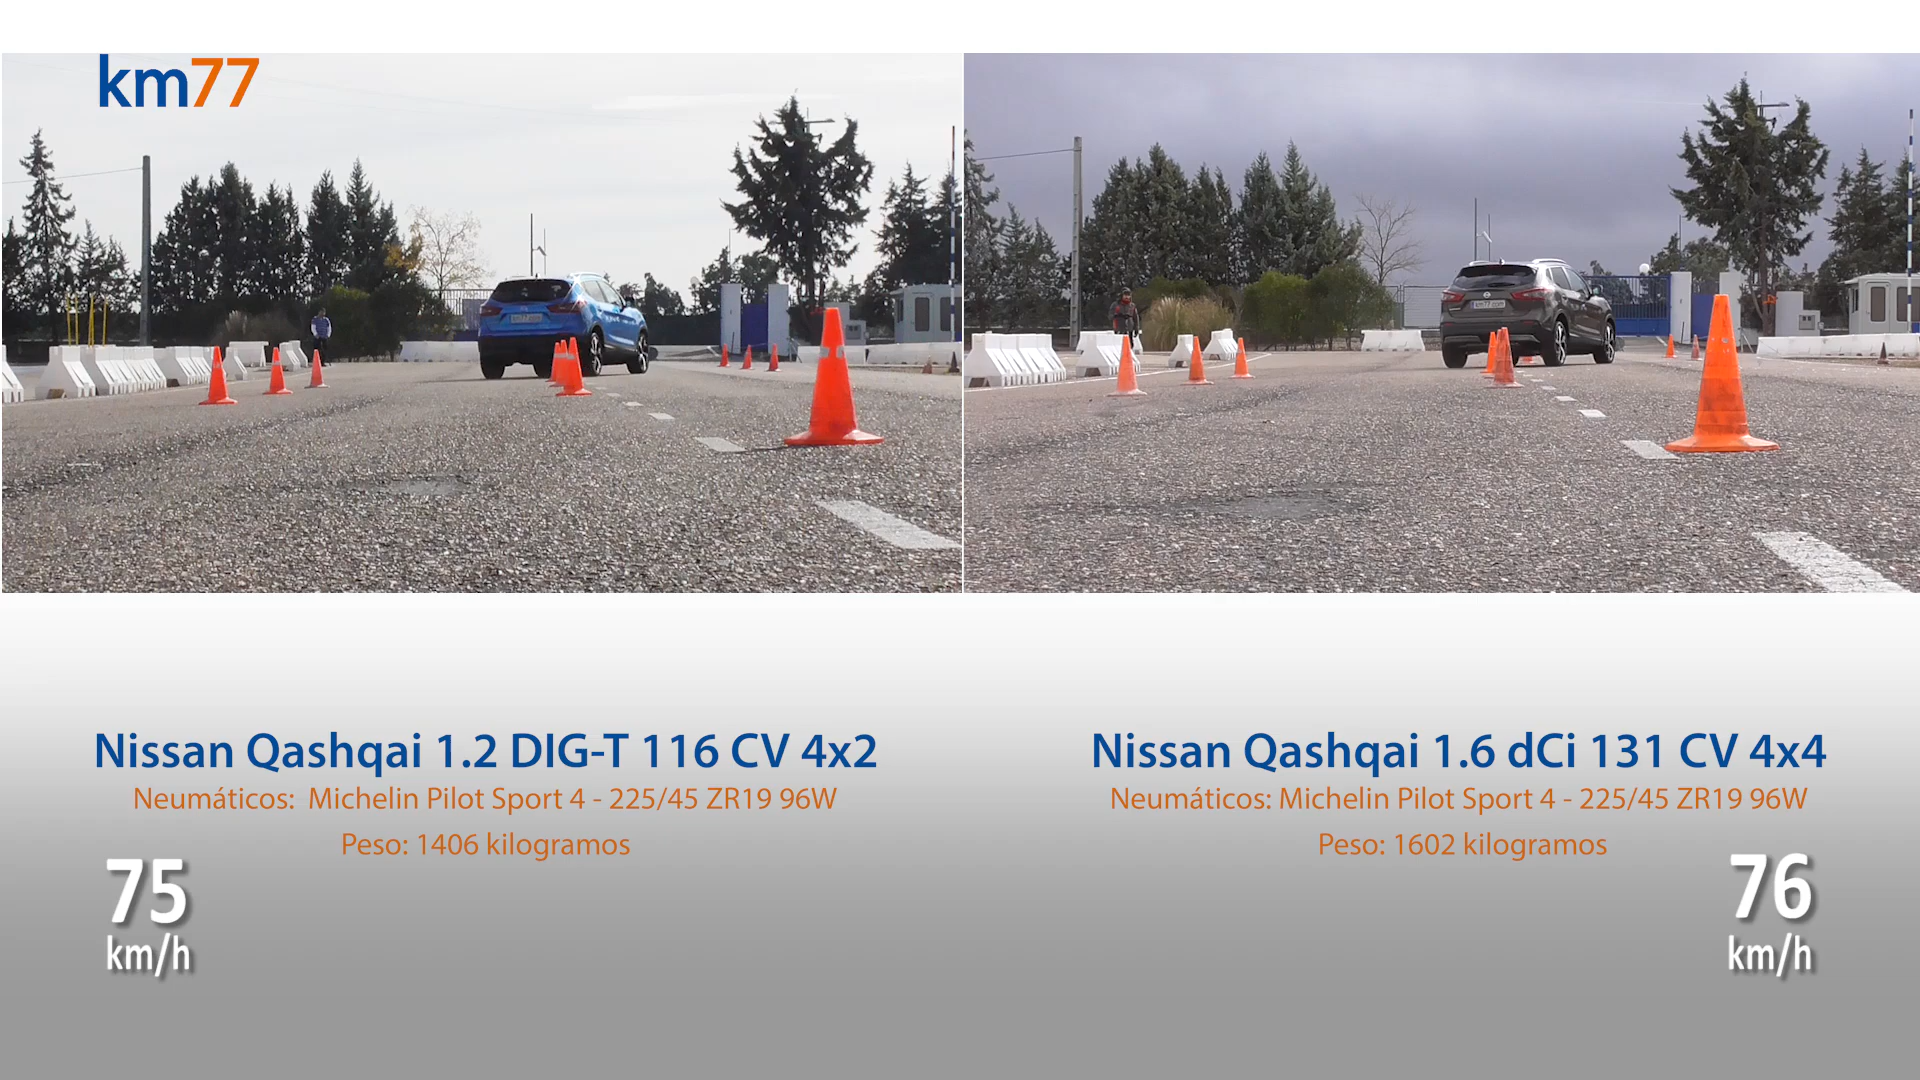 km77
km77.com
Nissan Qashqai 1.2 DIG-T 116 CV 4x2
Neumáticos: Michelin Pilot Sport 4 - 225/45 ZR19 96W
Peso: 1406 kilogramos
75
km/h
Nissan Qashqai 1.6 dCi 131 CV 4x4
Neumáticos: Michelin Pilot Sport 4 - 225/45 ZR19 96W
Peso: 1602 kilogramos
76
km/h